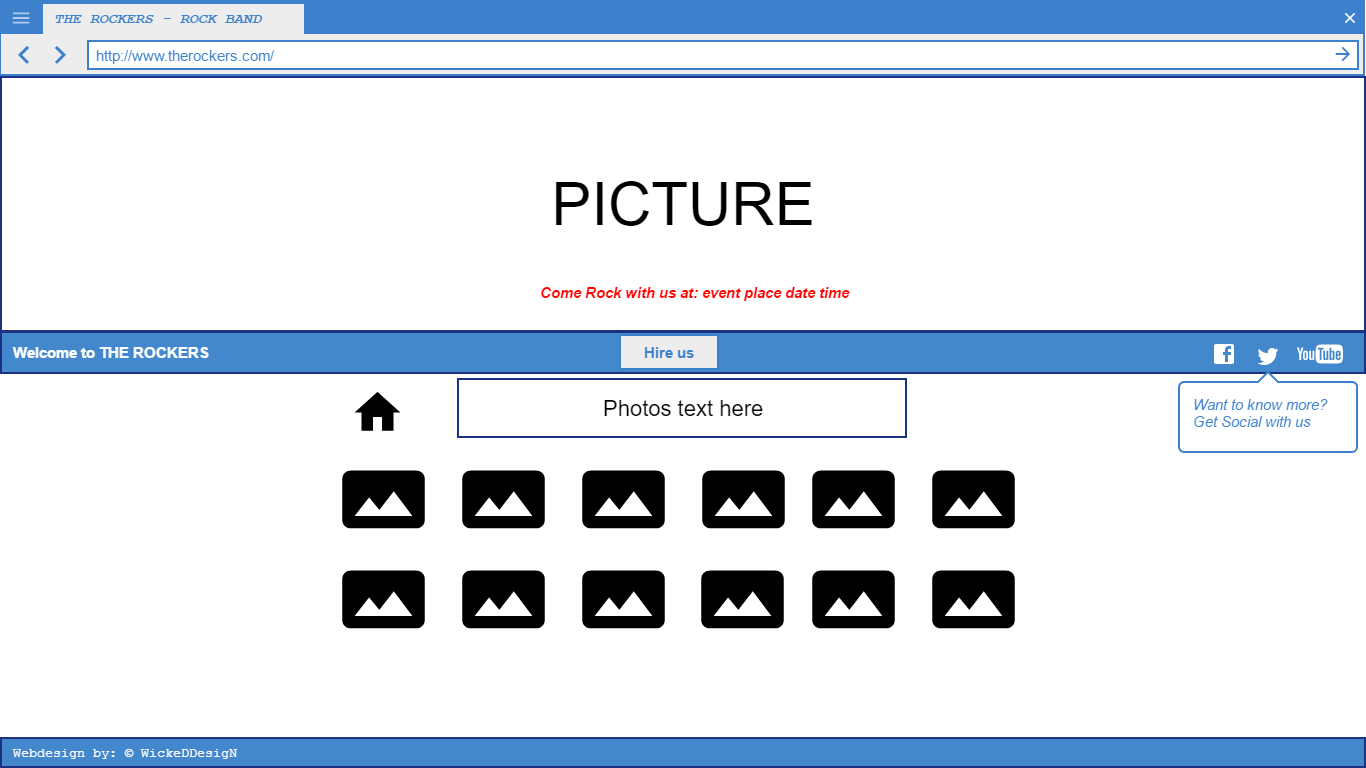 THE ROCKERS - ROCK BAND
http://www.therockers.com/
PICTURE
Come Rock with us at: event place date time
Welcome to THE ROCKERS
Hire us
You Tube
Photos text here
Want to know more?
Get Social with us
Webdesign by: © WickeDDesigN